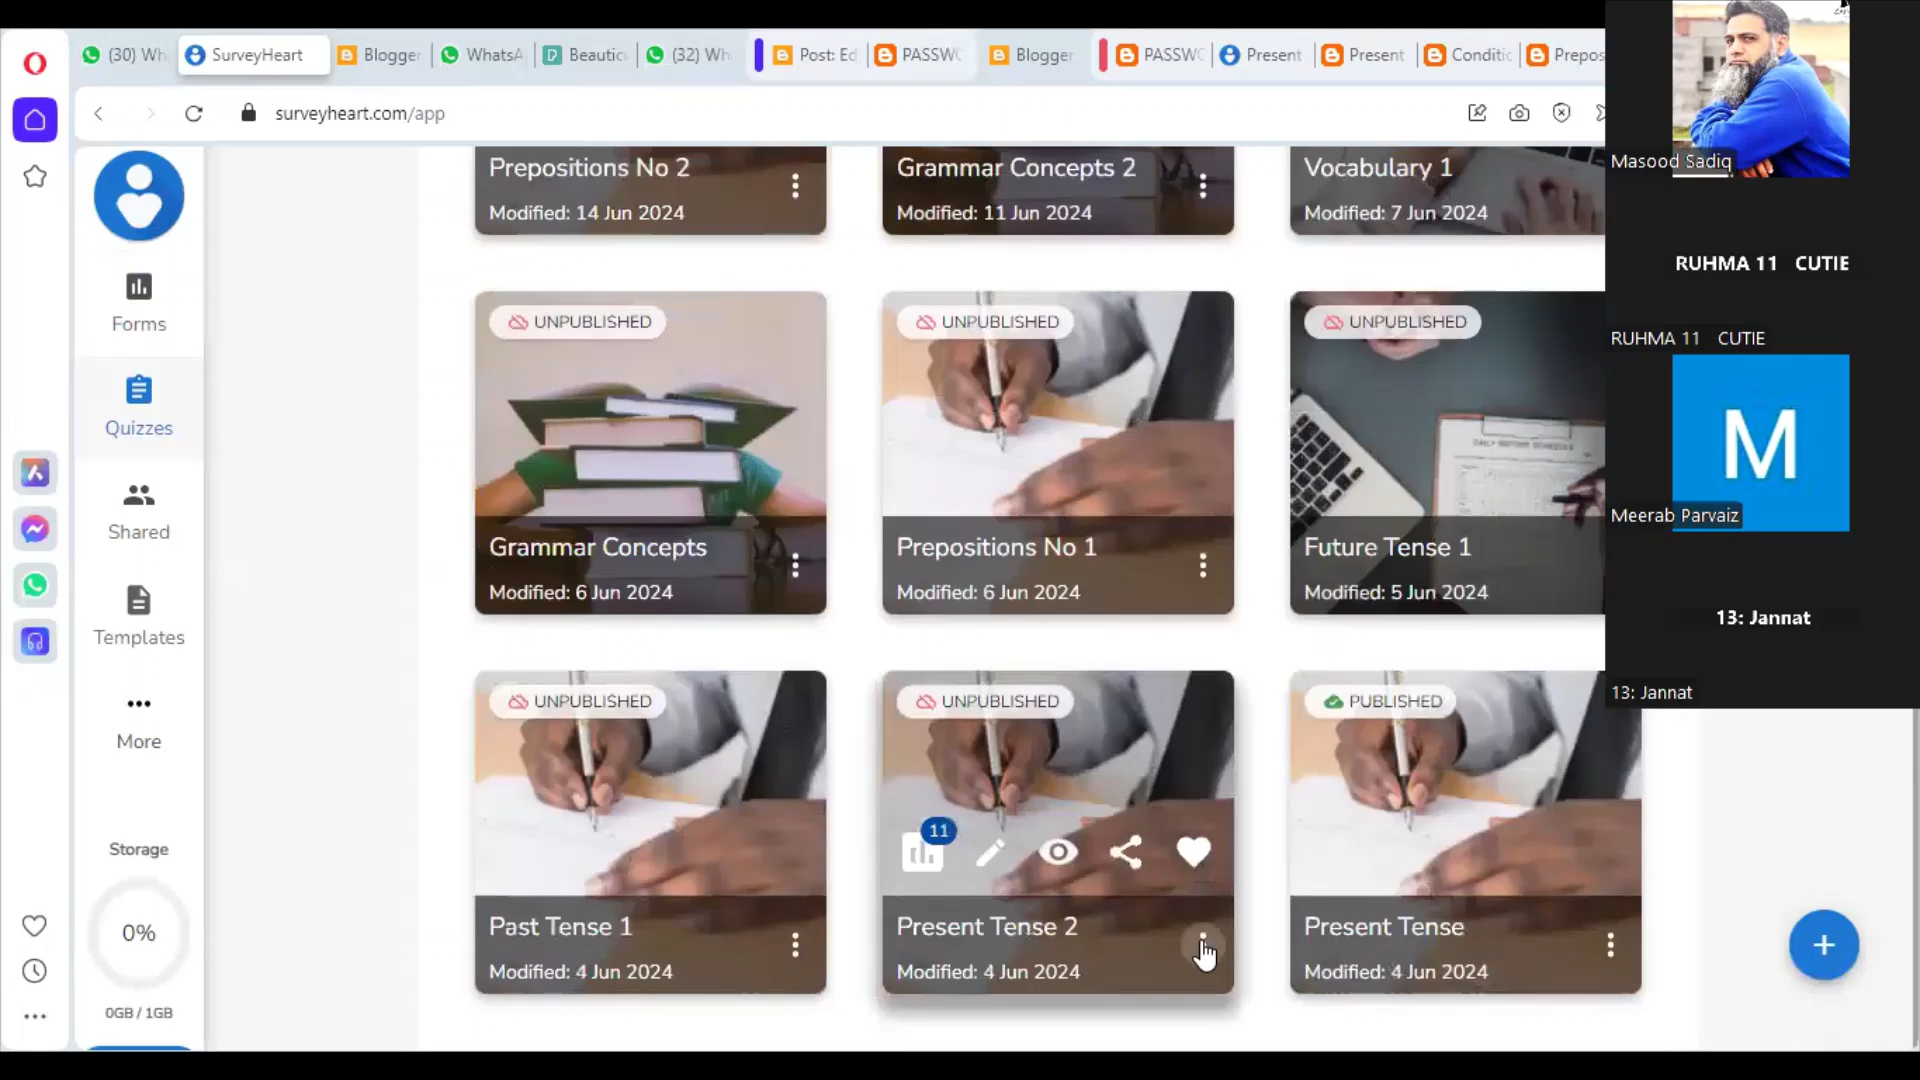 (30) Wh
SurveyHeart
Blogger
WhatsA
Beautic
(32) Wh
Post: Ed
PASSWO
Blogger
PASSWO
Present
Present
Conditic
Prepos
surveyheart.com/app
Forms
Quizzes
Shared
Templates
More
Storage
0%
0GB / 1GB
Prepositions No 2
Modified: 14 Jun 2024
Grammar Concepts 2
Modified: 11 Jun 2024
Vocabulary 1
Modified: 7 Jun 2024
UNPUBLISHED
Grammar Concepts
Modified: 6 Jun 2024
UNPUBLISHED
Prepositions No 1
Modified: 6 Jun 2024
UNPUBLISHED
Future Tense 1
Modified: 5 Jun 2024
UNPUBLISHED
Past Tense 1
Modified: 4 Jun 2024
UNPUBLISHED
11
Present Tense 2
Modified: 4 Jun 2024
PUBLISHED
Present Tense
Modified: 4 Jun 2024
+
Masood Sadiq
RUHMA 11 CUTIE
RUHMA 11 CUTIE
M
Meerab Parvaiz
13: Jannat
13: Jannat